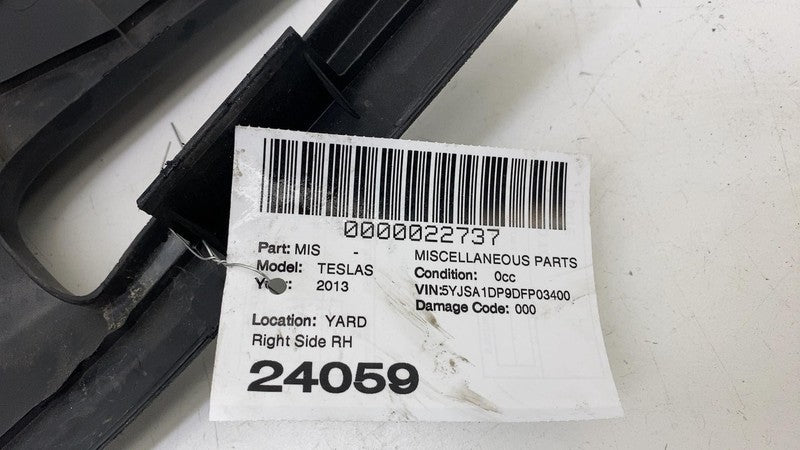 0000022737
Part: MIS - MISCELLANEOUS PARTS
Model: TESLAS Condition: 0cc
2013 VIN:5YJSA1DP9DFP03400
Damage Code: 000
Location: YARD
Right Side RH
24059